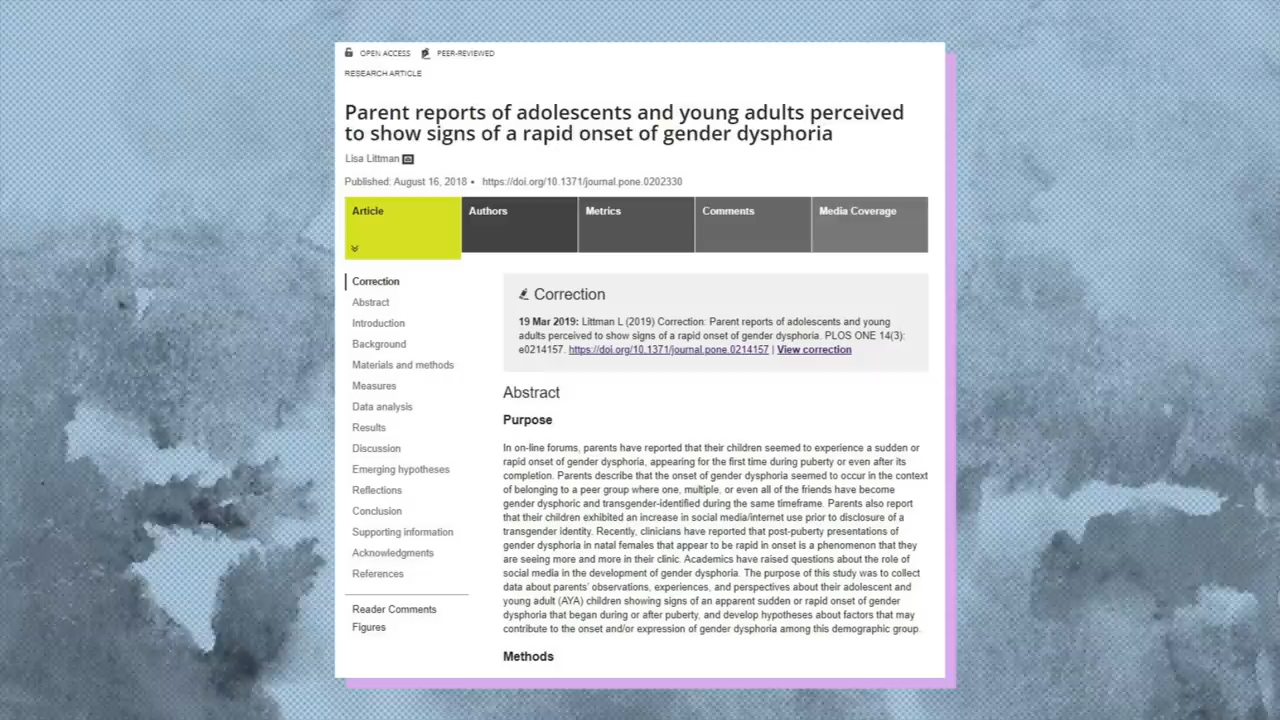 OPEN ACCESS PEER-REVIEWED
RESEARCH ARTICLE
Parent reports of adolescents and young adults perceived
to show signs of a rapid onset of gender dysphoria
Lisa Littman
Published: August 16, 2018 • https://doi.org/10.1371/journal.pone.0202330
Article
Authors
Metrics
Comments
Media Coverage
Correction
Abstract
Introduction
Background
Materials and methods
Measures
Data analysis
Results
Discussion
Emerging hypotheses
Reflections
Conclusion
Supporting information
Acknowledgments
References
Reader Comments
Figures
Correction
19 Mar 2019: Littman L (2019) Correction: Parent reports of adolescents and young
adults perceived to show signs of a rapid onset of gender dysphoria. PLOS ONE 14(3):
e0214157. https://doi.org/10.1371/journal.pone.0214157 | View correction
Abstract
Purpose
In on-line forums, parents have reported that their children seemed to experience a sudden or
rapid onset of gender dysphoria, appearing for the first time during puberty or even after its
completion. Parents describe that the onset of gender dysphoria seemed to occur in the context
of belonging to a peer group where one, multiple, or even all of the friends have become
gender dysphoric and transgender-identified during the same timeframe. Parents also report
that their children exhibited an increase in social media/internet use prior to disclosure of a
transgender identity. Recently, clinicians have reported that post-puberty presentations of
gender dysphoria in natal females that appear to be rapid in onset is a phenomenon that they
are seeing more and more in their clinic. Academics have raised questions about the role of
social media in the development of gender dysphoria. The purpose of this study was to collect
data about parents' observations, experiences, and perspectives about their adolescent and
young adult (AYA) children showing signs of an apparent sudden or rapid onset of gender
dysphoria that began during or after puberty, and develop hypotheses about factors that may
contribute to the onset and/or expression of gender dysphoria among this demographic group.
Methods